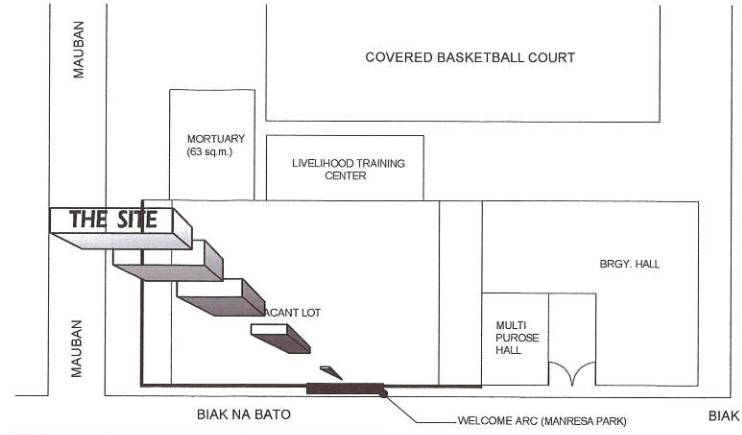 MAUBAN
COVERED BASKETBALL COURT
MORTUARY
(63 sq.m.)
LIVELIHOOD TRAINING
CENTER
THE SITE
BRGY. HALL
ACANT LOT
MULTI
PUROSE
HALL
MAUBAN
BIAK NA BATO
WELCOME ARC (MANRESA PARK)
BIAK